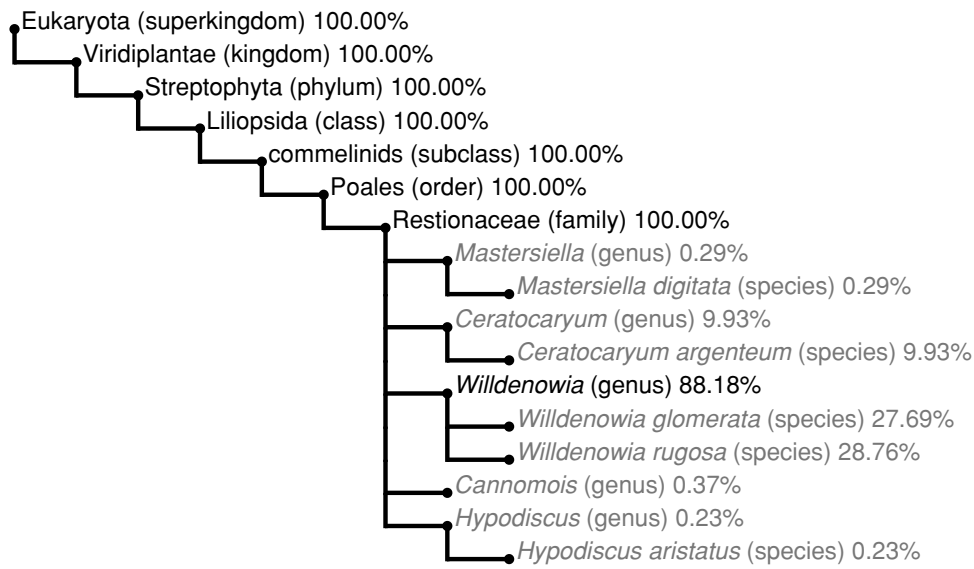 Eukaryota (superkingdom) 100.00%
Viridiplantae (kingdom) 100.00%
Streptophyta (phylum) 100.00%
Liliopsida (class) 100.00%
commelinids (subclass) 100.00%
Poales (order) 100.00%
Restionaceae (family) 100.00%
Mastersiella (genus) 0.29%
Mastersiella digitata (species) 0.29%
Ceratocaryum (genus) 9.93%
Ceratocaryum argenteum (species) 9.93%
Willdenowia (genus) 88.18%
Willdenowia glomerata (species) 27.69%
Willdenowia rugosa (species) 28.76%
Cannomois (genus) 0.37%
Hypodiscus (genus) 0.23%
Hypodiscus aristatus (species) 0.23%